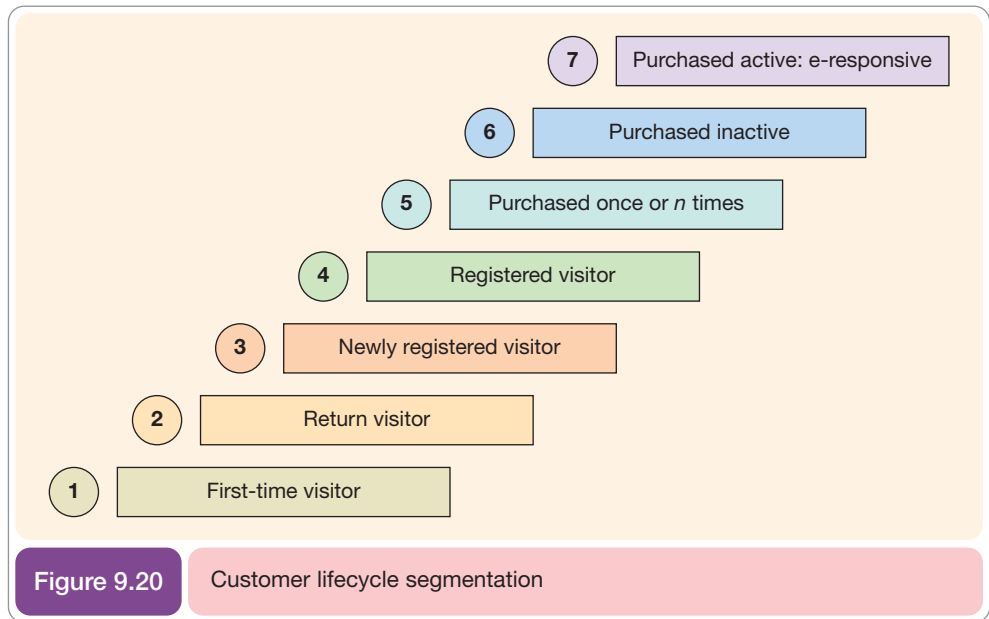 7 Purchased active: e-responsive
6 Purchased inactive
5 Purchased once or n times
4 Registered visitor
3 Newly registered visitor
2 Return visitor
1 First-time visitor
Figure 9.20 Customer lifecycle segmentation